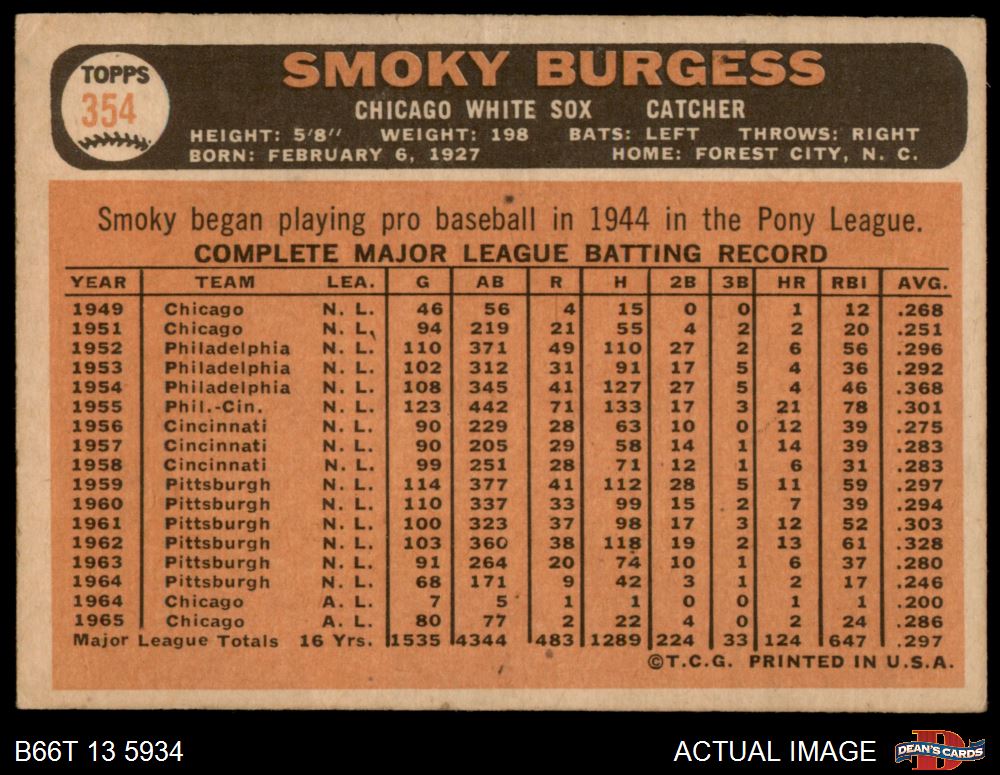 TOPPS
354
SMOKY BURGESS
CHICAGO WHITE SOX CATCHER
HEIGHT: 5'8" WEIGHT: 198 BATS: LEFT THROWS: RIGHT
BORN: FEBRUARY 6, 1927 HOME: FOREST CITY, N. C.
Smoky began playing pro baseball in 1944 in the Pony League.
COMPLETE MAJOR LEAGUE BATTING RECORD
YEAR TEAM LEA. G AB R H 2B 3B HR RBI AVG.
1949 Chicago N. L. 46 56 4 15 0 0 1 12 .268
1951 Chicago N. L. 94 219 21 55 4 2 2 20 .251
1952 Philadelphia N. L. 110 371 49 110 27 2 6 56 .296
1953 Philadelphia N. L. 102 312 31 91 17 5 4 36 .292
1954 Philadelphia N. L. 108 345 41 127 27 5 4 46 .368
1955 Phil.-Cin. N. L. 123 442 71 133 17 3 21 78 .301
1956 Cincinnati N. L. 90 229 28 63 10 0 12 39 .275
1957 Cincinnati N. L. 90 205 29 58 14 1 14 39 .283
1958 Cincinnati N. L. 99 251 28 71 12 1 6 31 .283
1959 Pittsburgh N. L. 114 377 41 112 28 5 11 59 .297
1960 Pittsburgh N. L. 110 337 33 99 15 2 7 39 .294
1961 Pittsburgh N. L. 100 323 37 98 17 3 12 52 .303
1962 Pittsburgh N. L. 103 360 38 118 19 2 13 61 .328
1963 Pittsburgh N. L. 91 264 20 74 10 1 6 37 .280
1964 Pittsburgh N. L. 68 171 9 42 3 1 2 17 .246
1964 Chicago A. L. 7 5 1 1 0 0 1 1 .200
1965 Chicago A. L. 80 77 2 22 4 0 2 24 .286
Major League Totals 16 Yrs. 1535 4344 483 1289 224 33 124 647 .297
©T.C.G. PRINTED IN U.S.A.
B66T 13 5934 ACTUAL IMAGE
D
DEAN'S CARDS